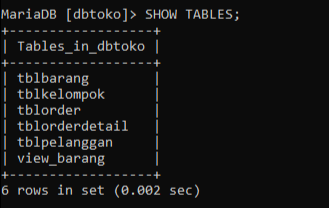 MariaDB [dbtoko]> SHOW TABLES;
+------------------+
| Tables_in_dbtoko |
+------------------+
| tblbarang        |
| tblkelompok      |
| tblorder         |
| tblorderdetail   |
| tblpelanggan     |
| view_barang      |
+------------------+
6 rows in set (0.002 sec)